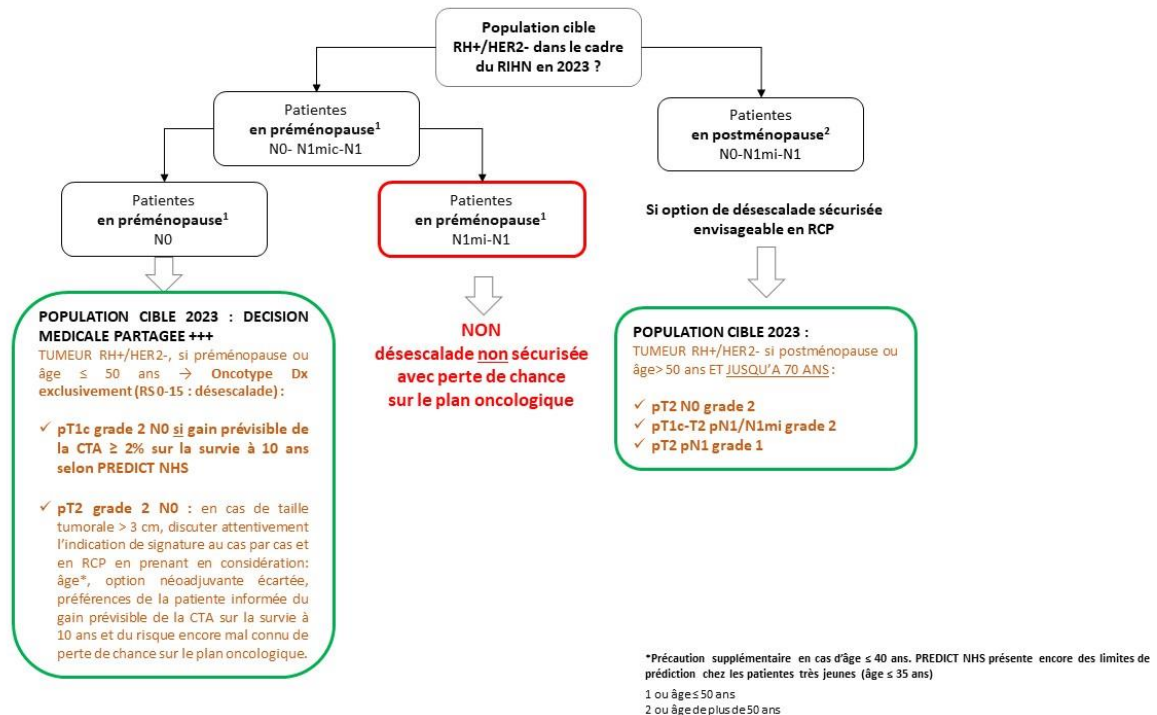 Population cible
RH+/HER2- dans le cadre
du RIHN en 2023 ?
Patientes
en préménopause¹
N0- N1mic-N1
Patientes
en postménopause²
N0-N1mi-N1
Patientes
en préménopause¹
N0
Patientes
en préménopause¹
N1mi-N1
Si option de désescalade sécurisée
envisageable en RCP
POPULATION CIBLE 2023 : DECISION
MEDICALE PARTAGEE +++
TUMEUR RH+/HER2-, si préménopause ou
âge ≤ 50 ans → Oncotype Dx
exclusivement (RS 0-15 : désescalade) :
✓ pT1c grade 2 N0 si gain prévisible de
la CTA ≥ 2% sur la survie à 10 ans
selon PREDICT NHS
✓ pT2 grade 2 N0 : en cas de taille
tumorale > 3 cm, discuter attentivement
l'indication de signature au cas par cas et
en RCP en prenant en considération:
âge*, option néoadjuvante écartée,
préférences de la patiente informée du
gain prévisible de la CTA sur la survie à
10 ans et du risque encore mal connu de
perte de chance sur le plan oncologique.
NON
désescalade non sécurisée
avec perte de chance
sur le plan oncologique
POPULATION CIBLE 2023 :
TUMEUR RH+/HER2- si postménopause ou
âge> 50 ans ET JUSQU'A 70 ANS :
✓ pT2 N0 grade 2
✓ pT1c-T2 pN1/N1mi grade 2
✓ pT2 pN1 grade 1
*Précaution supplémentaire en cas d'âge ≤ 40 ans. PREDICT NHS présente encore des limites de
prédiction chez les patientes très jeunes (âge ≤ 35 ans)
1 ou âge ≤ 50 ans
2 ou âge de plus de 50 ans